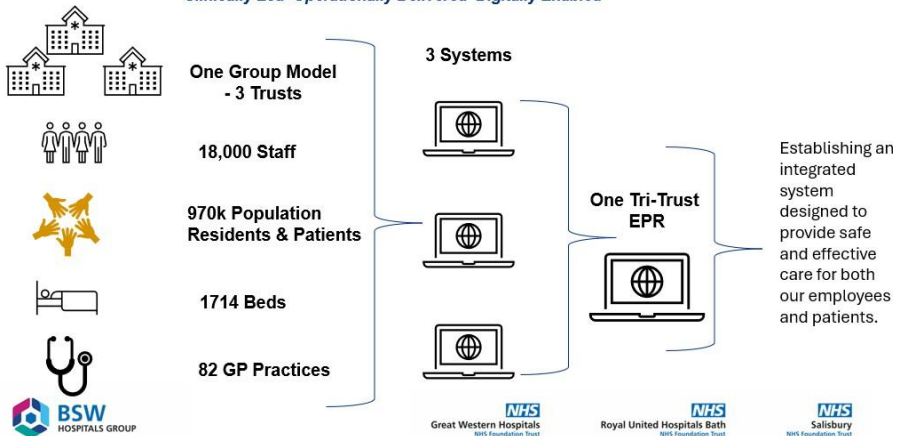 Clinically Led Operationally Delivered Digitally Enabled
One Group Model
- 3 Trusts
18,000 Staff
970k Population
Residents & Patients
1714 Beds
82 GP Practices
3 Systems
One Tri-Trust
EPR
Establishing an
integrated
system
designed to
provide safe
and effective
care for both
our employees
and patients.
BSW
HOSPITALS GROUP
NHS
Great Western Hospitals
NHS Foundation Trust
NHS
Royal United Hospitals Bath
NHS Foundation Trust
NHS
Salisbury
NHS Foundation Trust